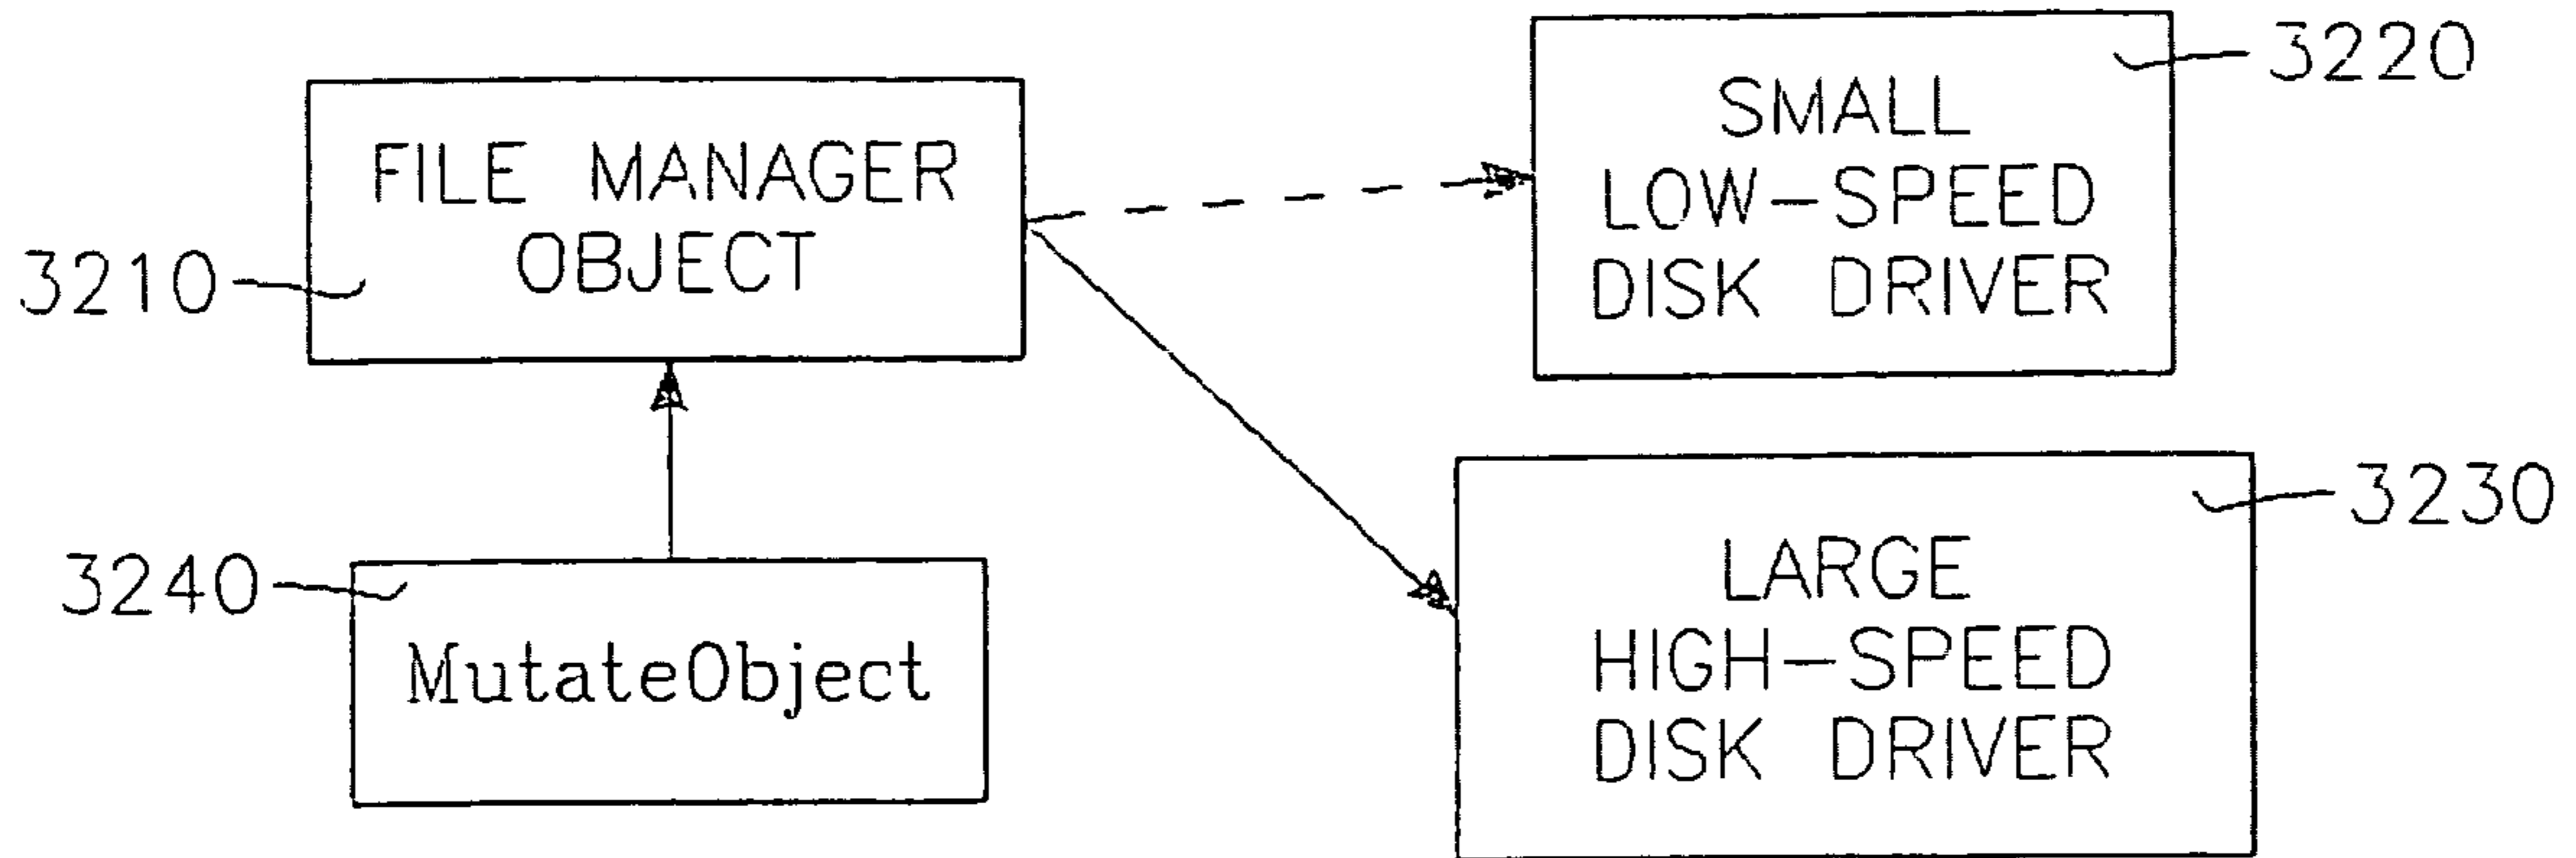 FILE MANAGER
OBJECT
3210
SMALL
LOW-SPEED
DISK DRIVER
3220
MutateObject
3240
LARGE
HIGH-SPEED
DISK DRIVER
3230